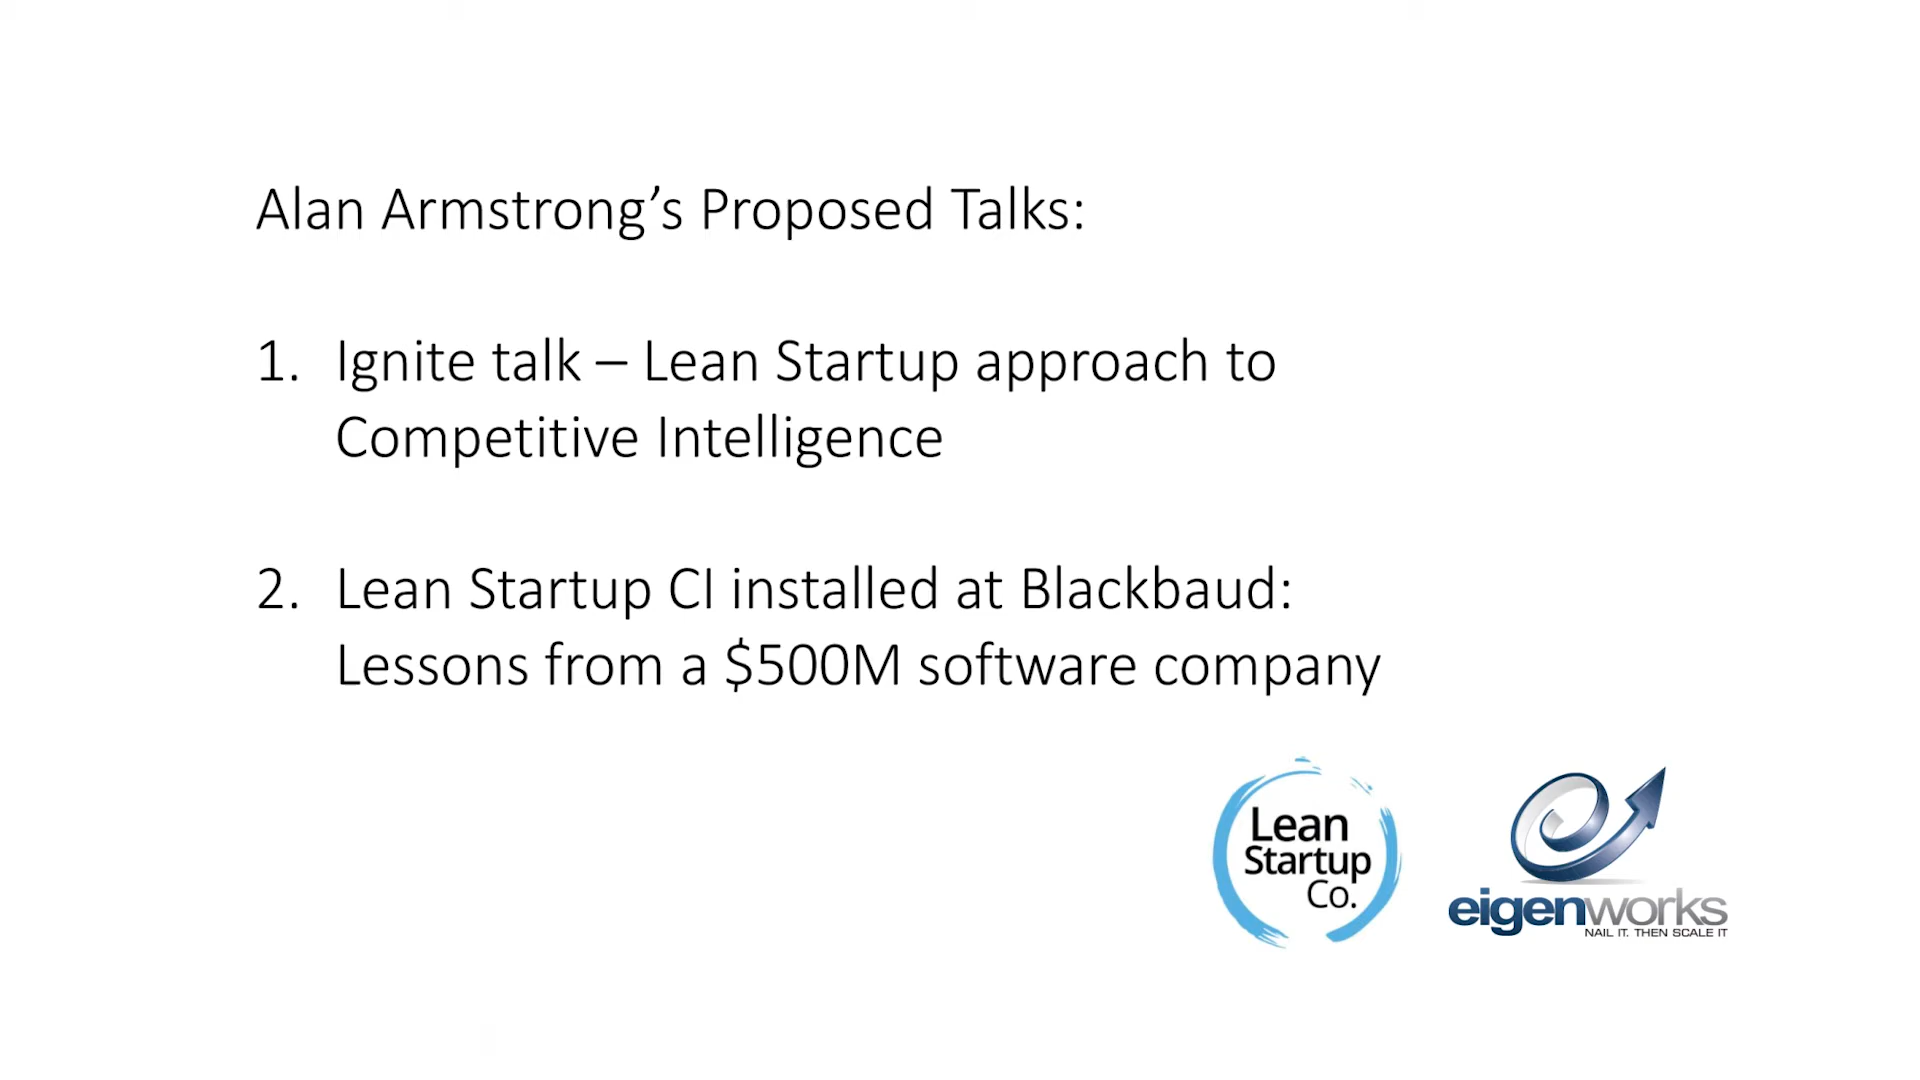 Alan Armstrong’s Proposed Talks:
1. Ignite talk – Lean Startup approach to
Competitive Intelligence
2. Lean Startup CI installed at Blackbaud:
Lessons from a $500M software company
Lean
Startup
Co.
eigenworks
NAIL IT. THEN SCALE IT